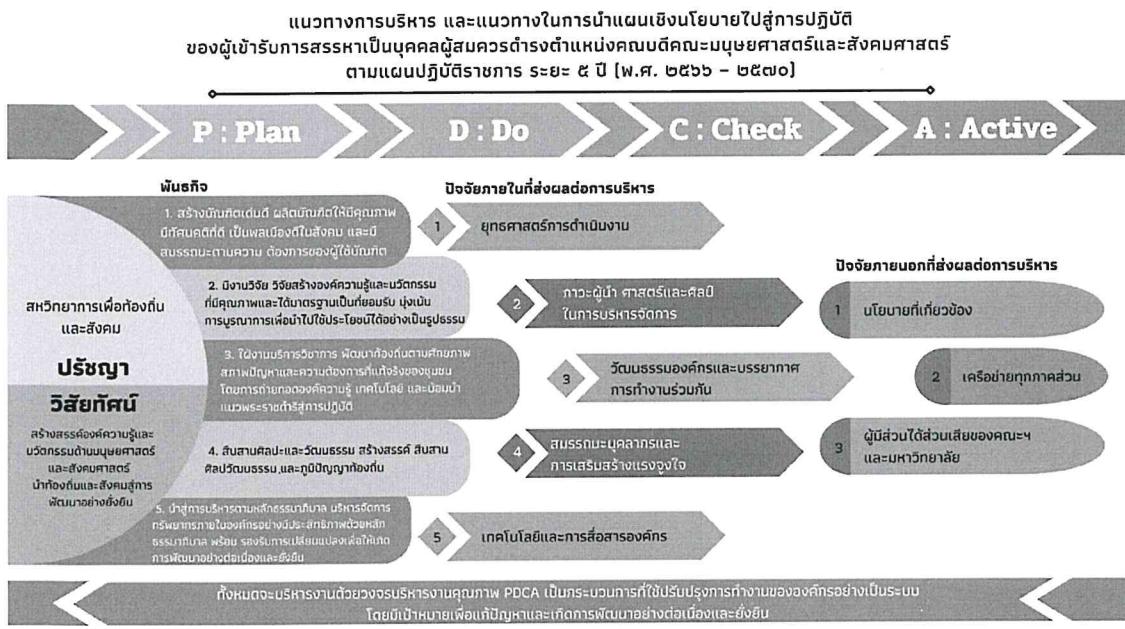 แนวทางการบริหาร และแนวทางในการนำแผนเชิงนโยบายไปสู่การปฏิบัติ
ของผู้เข้ารับการสรรหาเป็นบุคคลผู้สมควรดำรงตำแหน่งคณบดีคณะมนุษยศาสตร์และสังคมศาสตร์
ตามแผนปฏิบัติราชการ ระยะ ๕ ปี (พ.ศ. ๒๕๖๖ – ๒๕๗๐)
P : Plan
D : Do
C : Check
A : Active
สหวิทยาการเพื่อท้องถิ่น
และสังคม
ปรัชญา
วิสัยทัศน์
สร้างสรรค์องค์ความรู้และ
นวัตกรรมด้านมนุษยศาสตร์
และสังคมศาสตร์
นำท้องถิ่นและสังคมสู่การ
พัฒนาอย่างยั่งยืน
พันธกิจ
1. สร้างบัณฑิตเด่นดี ผลิตบัณฑิตให้มีคุณภาพ
มีทัศนคติที่ดี เป็นพลเมืองดีในสังคม และมี
สมรรถนะตามความ ต้องการของผู้ใช้บัณฑิต
2. มีงานวิจัย วิจัยสร้างองค์ความรู้และนวัตกรรม
ที่มีคุณภาพและได้มาตรฐานเป็นที่ยอมรับ มุ่งเน้น
การบูรณาการเพื่อนำไปใช้ประโยชน์ได้อย่างเป็นรูปธรรม
3. ใฝ่งานบริการวิชาการ พัฒนาท้องถิ่นตามศักยภาพ
สภาพปัญหาและความต้องการที่แท้จริงของชุมชน
โดยการถ่ายทอดองค์ความรู้ เทคโนโลยี และน้อมนำ
แนวพระราชดำริสู่การปฏิบัติ
4. สืบสานศิลปะและวัฒนธรรม สร้างสรรค์ สืบสาน
ศิลปวัฒนธรรม และภูมิปัญญาท้องถิ่น
5. นำสู่การบริหารตามหลักธรรมาภิบาล บริหารจัดการ
ทรัพยากรภายในองค์กรอย่างมีประสิทธิภาพด้วยหลัก
ธรรมาภิบาล พร้อม รองรับการเปลี่ยนแปลงเพื่อให้เกิด
การพัฒนาอย่างต่อเนื่องและยั่งยืน
ปัจจัยภายในที่ส่งผลต่อการบริหาร
1 ยุทธศาสตร์การดำเนินงาน
2 ภาวะผู้นำ ศาสตร์และศิลป์
ในการบริหารจัดการ
3 วัฒนธรรมองค์กรและบรรยากาศ
การทำงานร่วมกัน
4 สมรรถนะบุคลากรและ
การเสริมสร้างแรงจูงใจ
5 เทคโนโลยีและการสื่อสารองค์กร
ปัจจัยภายนอกที่ส่งผลต่อการบริหาร
1 นโยบายที่เกี่ยวข้อง
2 เครือข่ายทุกภาคส่วน
3 ผู้มีส่วนได้ส่วนเสียของคณะฯ
และมหาวิทยาลัย
ทั้งหมดจะบริหารงานด้วยวงจรบริหารงานคุณภาพ PDCA เป็นกระบวนการที่ใช้ปรับปรุงการทำงานขององค์กรอย่างเป็นระบบ
โดยมีเป้าหมายเพื่อแก้ปัญหาและเกิดการพัฒนาอย่างต่อเนื่องและยั่งยืน